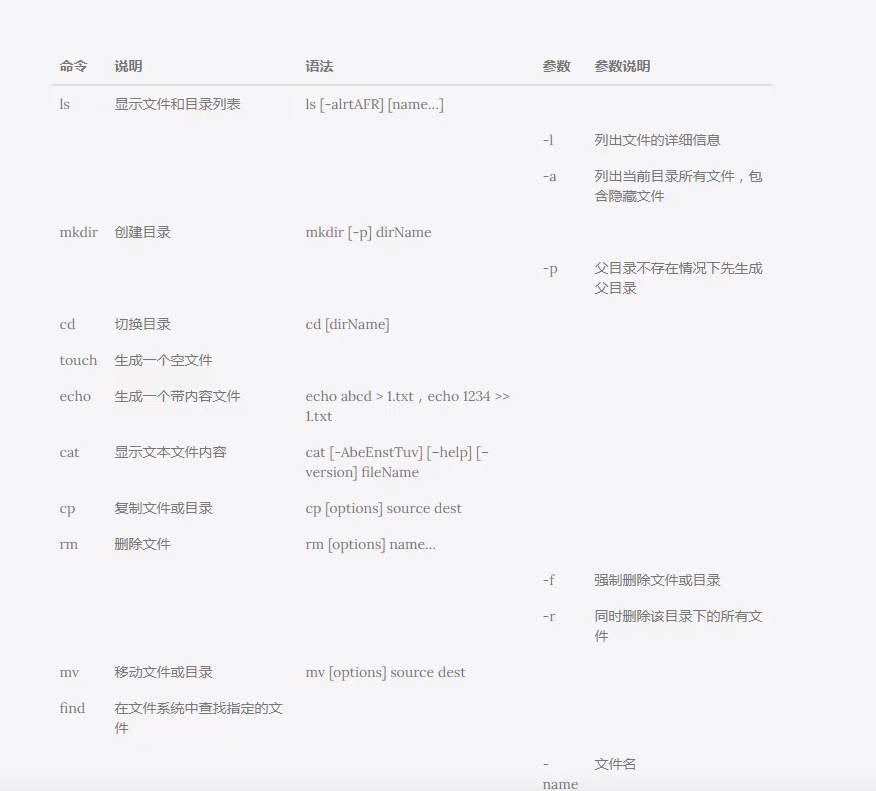 命令 说明 语法 参数 参数说明
ls 显示文件和目录列表 ls [-alrtAFR] [name...]
-l 列出文件的详细信息
-a 列出当前目录所有文件，包
含隐藏文件
mkdir 创建目录 mkdir [-p] dirName
-p 父目录不存在情况下先生成
父目录
cd 切换目录 cd [dirName]
touch 生成一个空文件
echo 生成一个带内容文件 echo abcd > 1.txt，echo 1234 >>
1.txt
cat 显示文本文件内容 cat [-AbeEnstTuv] [–help] [–
version] fileName
cp 复制文件或目录 cp [options] source dest
rm 删除文件 rm [options] name...
-f 强制删除文件或目录
-r 同时删除该目录下的所有文
件
mv 移动文件或目录 mv [options] source dest
find 在文件系统中查找指定的文
件
- 文件名
name